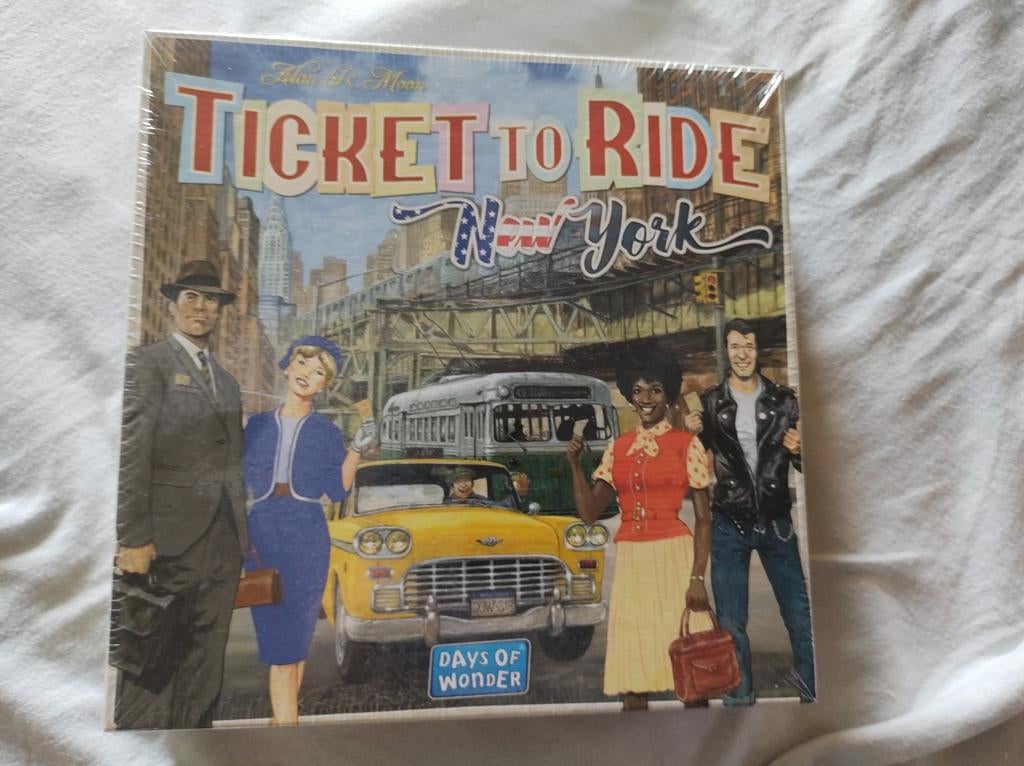 Alan R. Moon
TICKET TO RIDE
New York
DAYS OF
WONDER